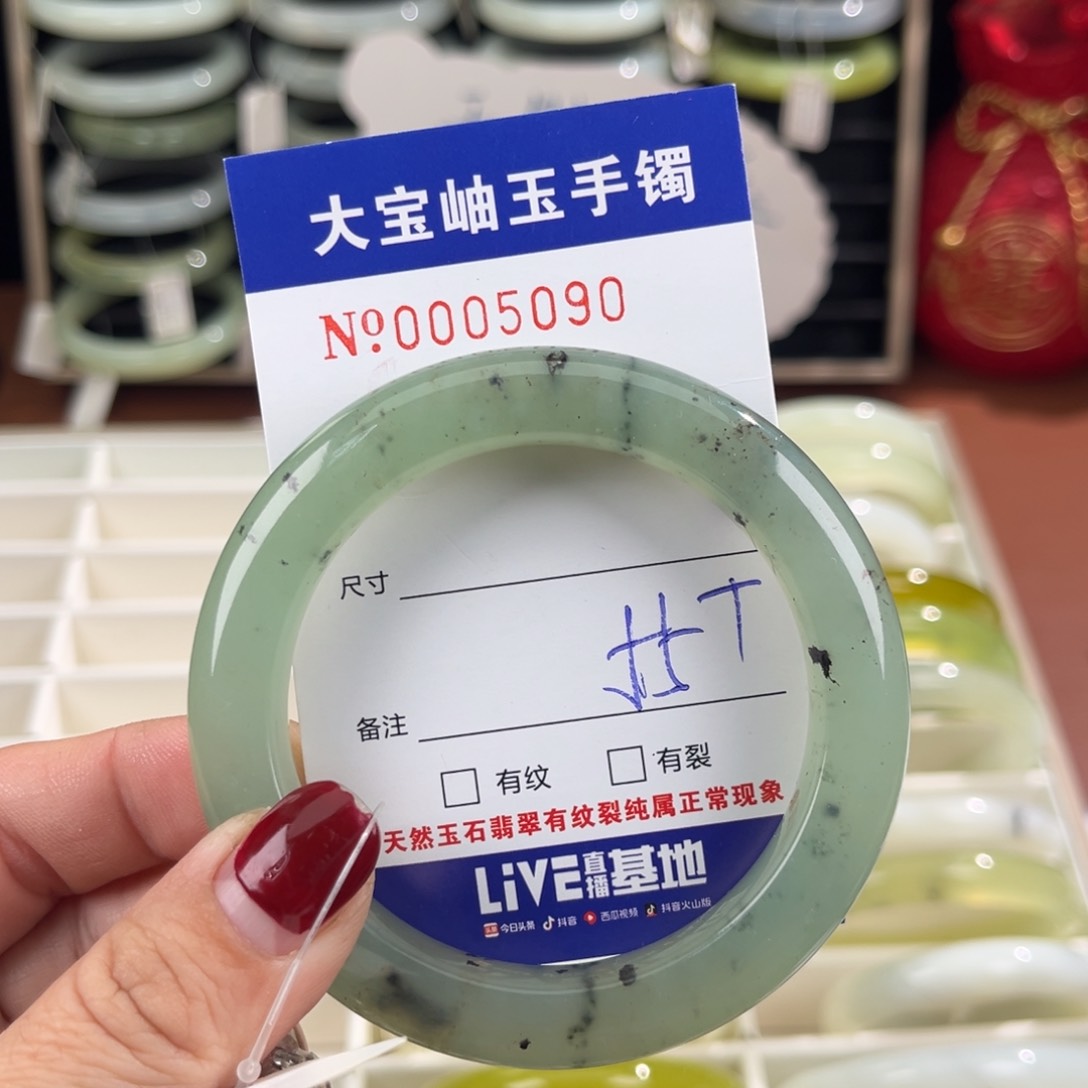 大宝岫玉手镯
Nº0005090
尺寸
备注
有纹 有裂
天然玉石翡翠有纹裂纯属正常现象
LiVE直播基地
今日头条 抖音 西瓜视频 抖音火山版